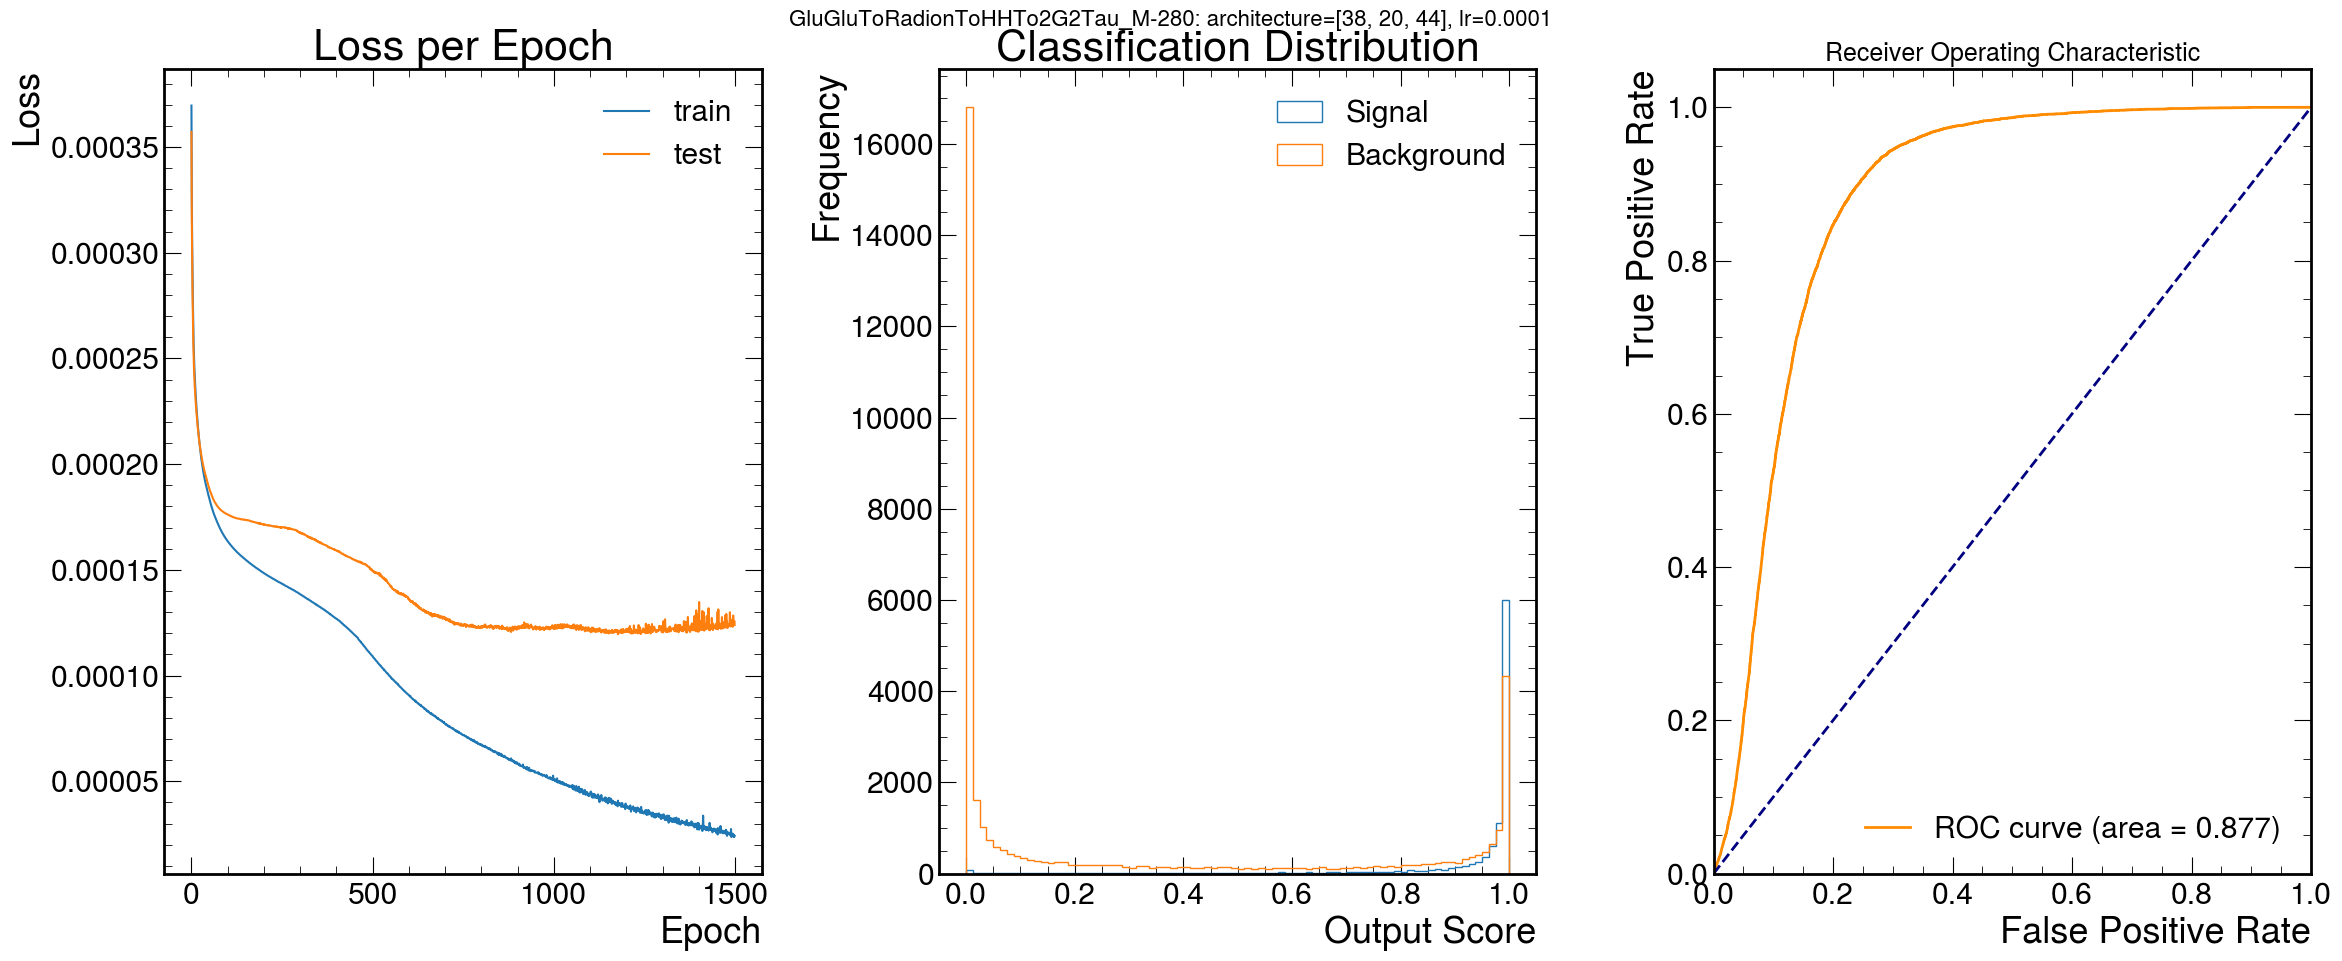 GluGluToRadionToHHTo2G2Tau_M-280: architecture=[38, 20, 44], lr=0.0001
Loss per Epoch
Loss
0.00035
0.00030
0.00025
0.00020
0.00015
0.00010
0.00005
0
500
1000
1500
Epoch
train
test
Classification Distribution
Frequency
16000
14000
12000
10000
8000
6000
4000
2000
0
0.0
0.2
0.4
0.6
0.8
1.0
Output Score
Signal
Background
Receiver Operating Characteristic
True Positive Rate
1.0
0.8
0.6
0.4
0.2
0.0
0.0
0.2
0.4
0.6
0.8
1.0
False Positive Rate
ROC curve (area = 0.877)